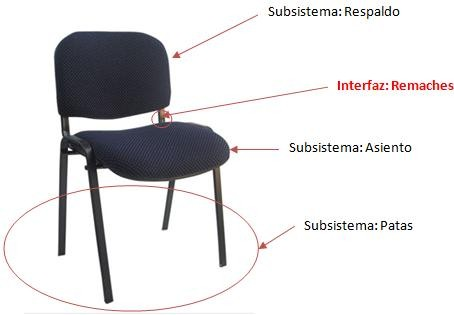 Subsistema: Respaldo
Interfaz: Remaches
Subsistema: Asiento
Subsistema: Patas